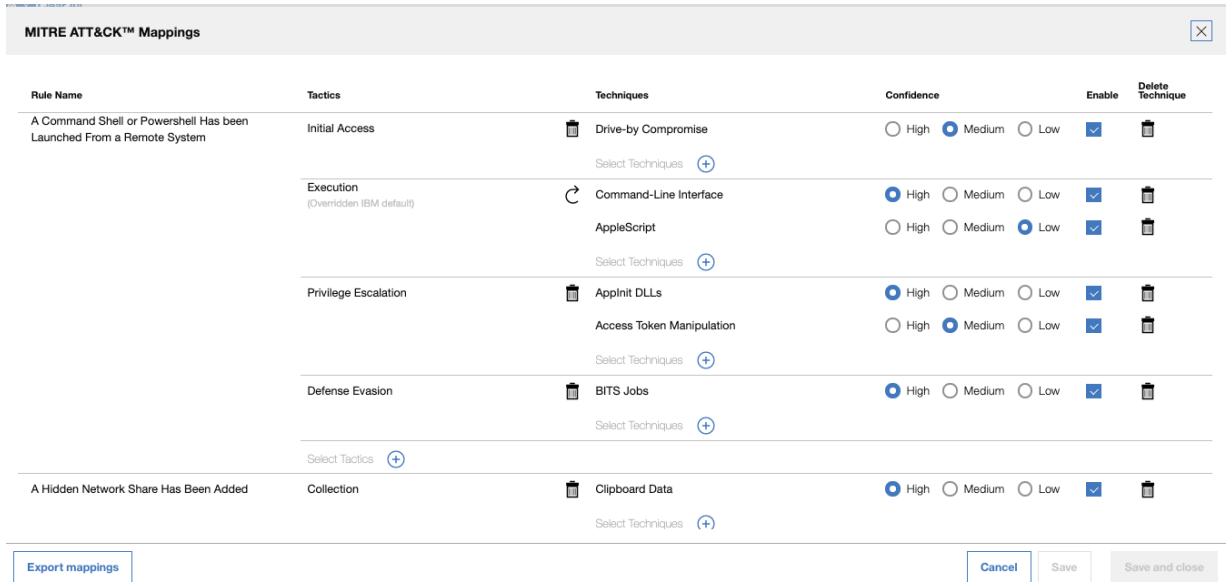 MITRE ATT&CK™ Mappings
Rule Name Tactics Techniques Confidence Enable Delete Technique
A Command Shell or Powershell Has been
Launched From a Remote System
Initial Access Drive-by Compromise High Medium Low
Select Techniques
Execution
(Overridden IBM default)
Command-Line Interface High Medium Low
AppleScript High Medium Low
Select Techniques
Privilege Escalation AppInit DLLs High Medium Low
Access Token Manipulation High Medium Low
Select Techniques
Defense Evasion BITS Jobs High Medium Low
Select Techniques
Select Tactics
A Hidden Network Share Has Been Added Collection Clipboard Data High Medium Low
Select Techniques
Export mappings Cancel Save Save and close